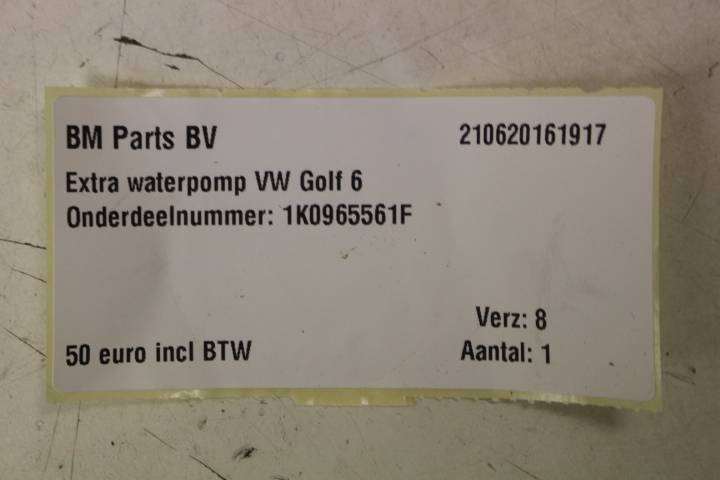 BM Parts BV 210620161917
Extra waterpomp VW Golf 6
Onderdeelnummer: 1K0965561F
Verz: 8
50 euro incl BTW Aantal: 1